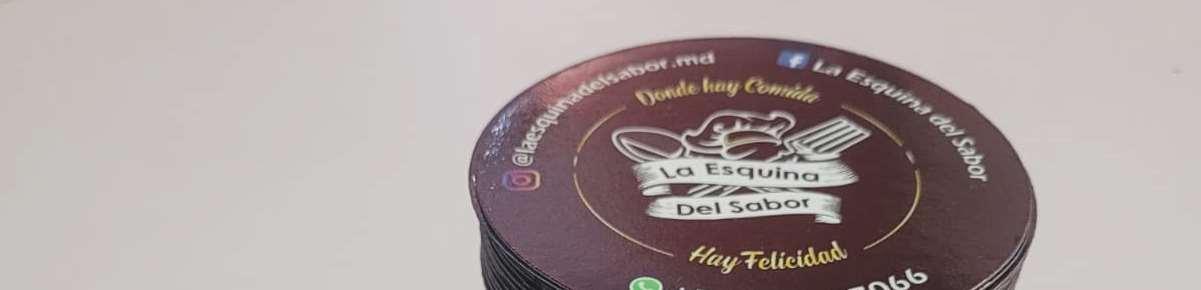 @laesquinadelsabor.md
La Esquina del Sabor
Donde hay Comida
La Esquina
Del Sabor
Hay Felicidad